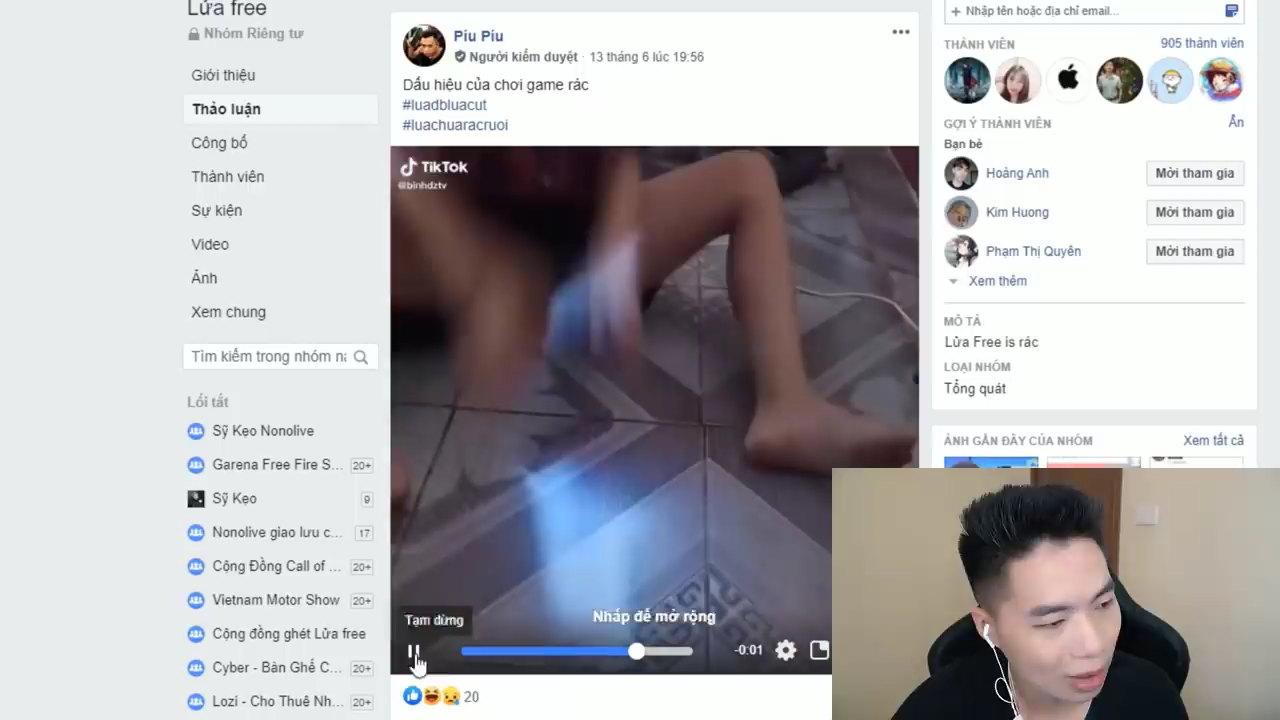 Lửa free
Nhóm Riêng tư
Giới thiệu
Thảo luận
Công bố
Thành viên
Sự kiện
Video
Ảnh
Xem chung
Tìm kiếm trong nhóm nà
Lối tắt
Sỹ Kẹo Nonolive
Garena Free Fire S... 20+
Sỹ Kẹo 9
Nonolive giao lưu c... 17
Cộng Đồng Call of ... 20+
Vietnam Motor Show 20+
Cộng đồng ghét Lửa free
Cyber - Bàn Ghế C... 20+
Lozi - Cho Thuê Nh... 20+
Piu Píu
Người kiểm duyệt · 13 tháng 6 lúc 19:56
Dấu hiệu của chơi game rác
#luadbluacut
#luachuaracruoi
TikTok
@binhdztv
Tạm dừng
Nhấp để mở rộng
-0:01
20
+ Nhập tên hoặc địa chỉ email...
THÀNH VIÊN 905 thành viên
GỢI Ý THÀNH VIÊN Ẩn
Bạn bè
Hoàng Anh Mời tham gia
Kim Huong Mời tham gia
Phạm Thị Quyên Mời tham gia
Xem thêm
MÔ TẢ
Lửa Free is rác
LOẠI NHÓM
Tổng quát
ẢNH GẦN ĐÂY CỦA NHÓM Xem tất cả